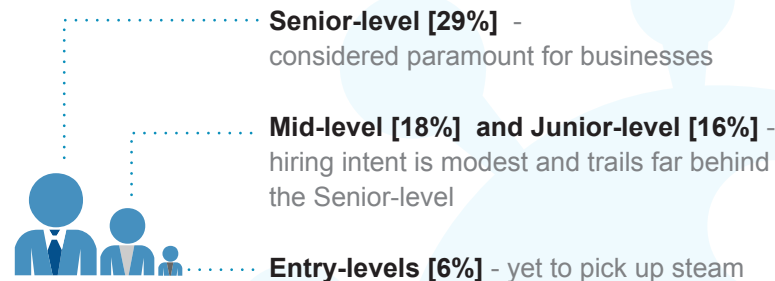 Senior-level [29%] -
considered paramount for businesses
Mid-level [18%] and Junior-level [16%] -
hiring intent is modest and trails far behind
the Senior-level
Entry-levels [6%] - yet to pick up steam